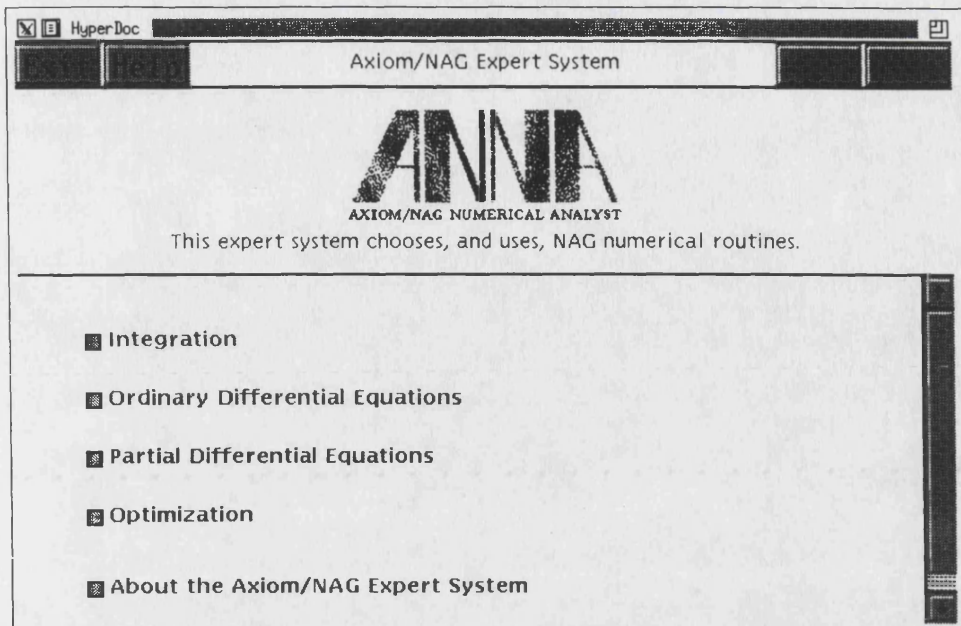 HyperDoc
Exit Help Axiom/NAG Expert System
ANNA
AXIOM/NAG NUMERICAL ANALYST
This expert system chooses, and uses, NAG numerical routines.
Integration
Ordinary Differential Equations
Partial Differential Equations
Optimization
About the Axiom/NAG Expert System